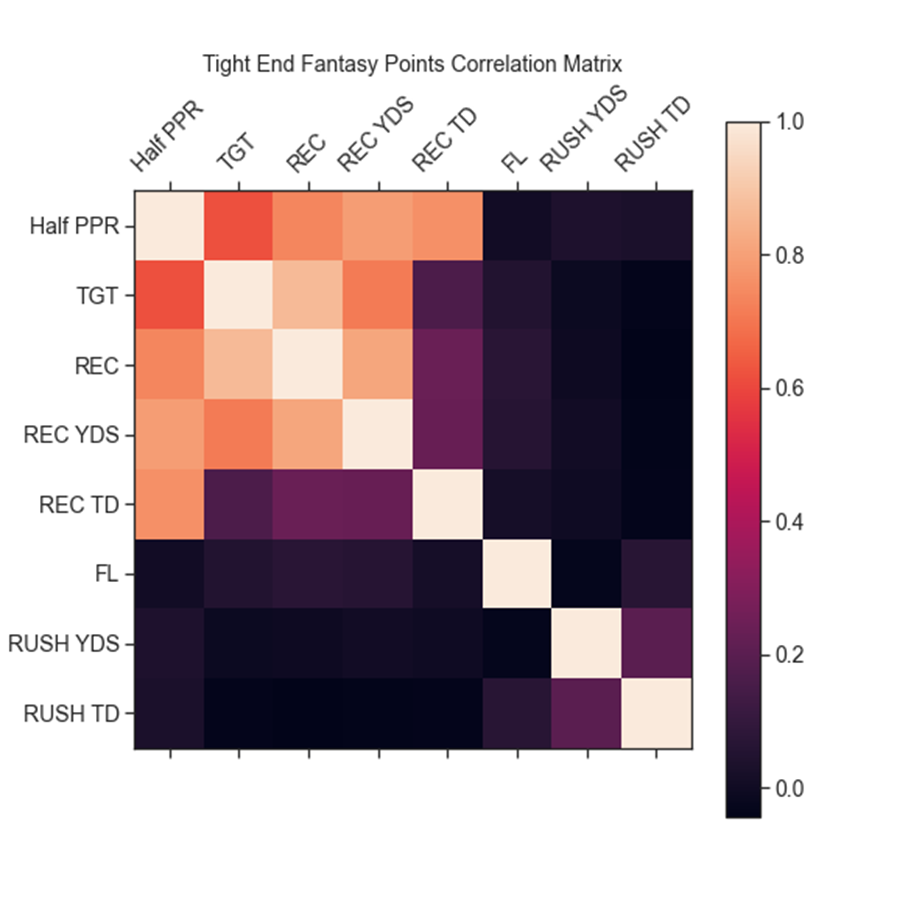 Tight End Fantasy Points Correlation Matrix
Half PPR
TGT
REC
REC YDS
REC TD
FL
RUSH YDS
RUSH TD
Half PPR
TGT
REC
REC YDS
REC TD
FL
RUSH YDS
RUSH TD
1.0
0.8
0.6
0.4
0.2
0.0